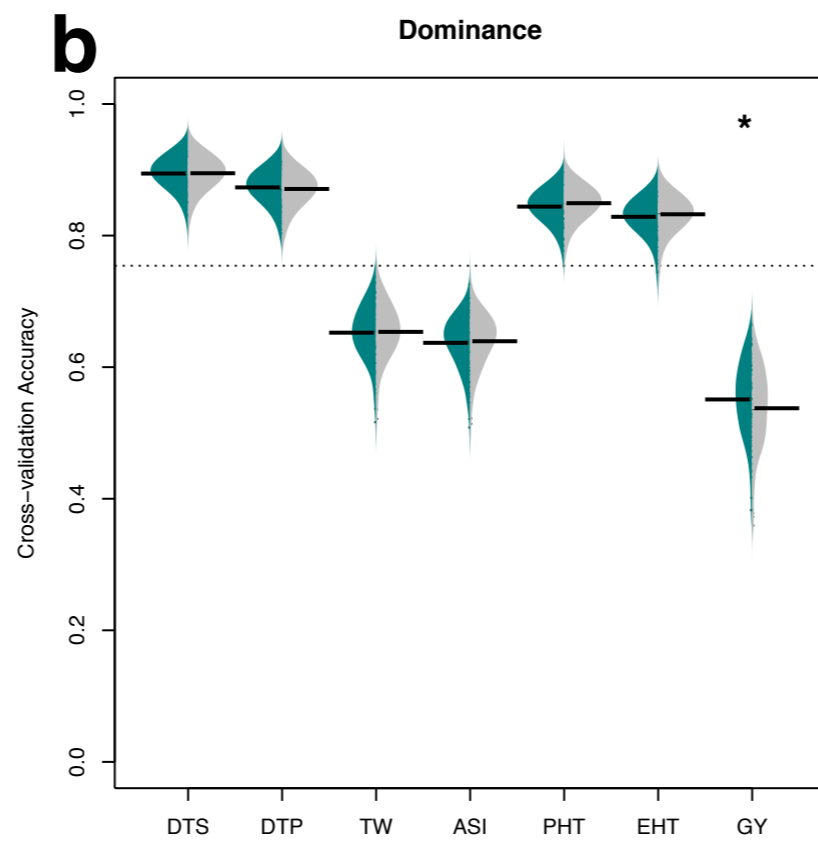 b
Dominance
*
Cross−validation Accuracy
1.0
0.8
0.6
0.4
0.2
0.0
DTS DTP TW ASI PHT EHT GY